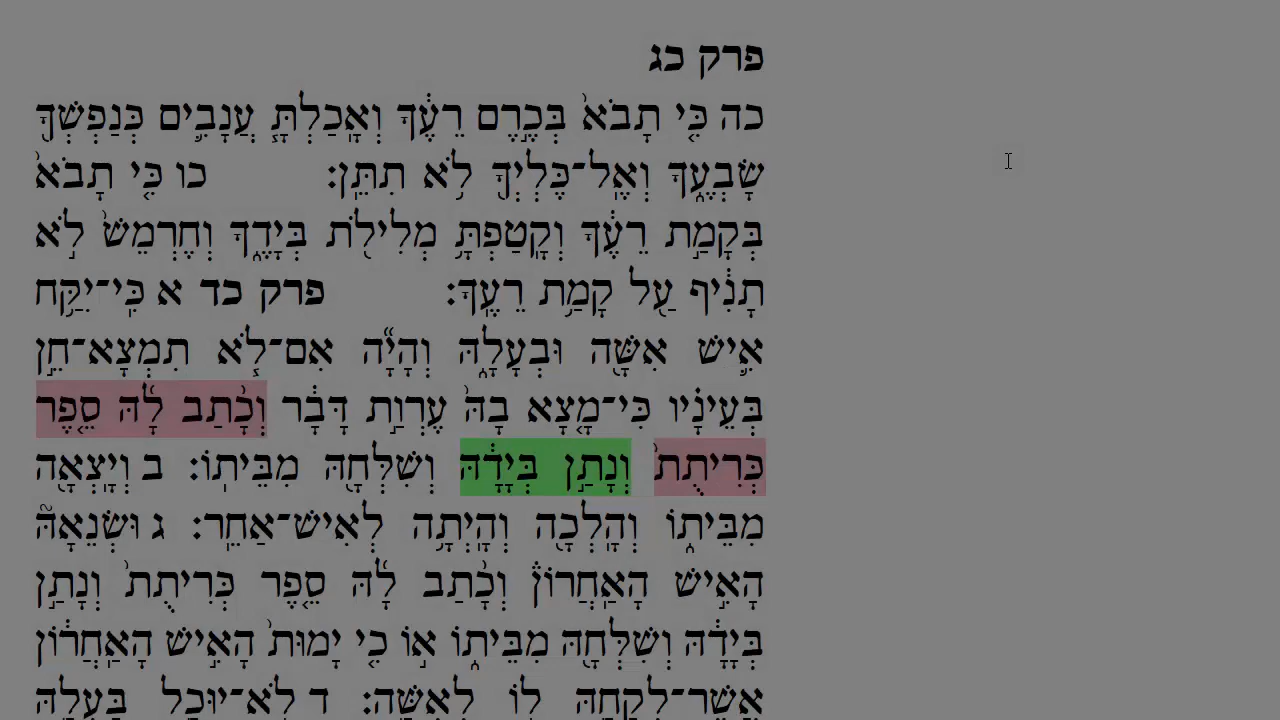 פרק כג
כה כִּ֤י תָבֹא֙ בְּכֶ֣רֶם רֵעֶ֔ךָ וְאָֽכַלְתָּ֧ עֲנָבִ֛ים כְּנַפְשְׁךָ֖
שָׂבְעֶ֑ךָ וְאֶֽל־כֶּלְיְךָ֖ לֹ֥א תִתֵּֽן׃ כו כִּ֤י תָבֹא֙
בְּקָמַ֣ת רֵעֶ֔ךָ וְקָֽטַפְתָּ֥ מְלִילֹ֖ת בְּיָדֶ֑ךָ וְחֶרְמֵשׁ֙ לֹ֣א
תָנִ֔יף עַ֖ל קָמַ֥ת רֵעֶֽךָ׃ פרק כד א כִּֽי־יִקַּ֥ח
אִ֛ישׁ אִשָּׁ֖ה וּבְעָלָ֑הּ וְהָיָ֞ה אִם־לֹ֧א תִמְצָא־חֵ֣ן
בְּעֵינָ֗יו כִּי־מָ֤צָא בָהּ֙ עֶרְוַ֣ת דָּבָ֔ר וְכָ֨תַב לָ֜הּ סֵ֤פֶר
כְּרִיתֻת֙ וְנָתַ֣ן בְּיָדָ֔הּ וְשִׁלְּחָ֖הּ מִבֵּיתֽוֹ׃ ב וְיָֽצְאָ֖ה
מִבֵּית֑וֹ וְהָֽלְכָ֖ה וְהָֽיְתָ֥ה לְאִישׁ־אַחֵֽר׃ ג וּשְׂנֵאָהּ֮
הָאִ֣ישׁ הָאַֽחֲרוֹן֒ וְכָ֨תַב לָ֜הּ סֵ֤פֶר כְּרִיתֻת֙ וְנָתַ֣ן
בְּיָדָ֔הּ וְשִׁלְּחָ֖הּ מִבֵּית֑וֹ א֣וֹ כִ֤י יָמוּת֙ הָאִ֣ישׁ הָאַֽחֲר֔וֹן
אֲשֶׁר־לְקָחָ֥הּ ל֖וֹ לְאִשָּֽׁה׃ ד לֹא־יוּכַ֣ל בַּעְלָ֣הּ